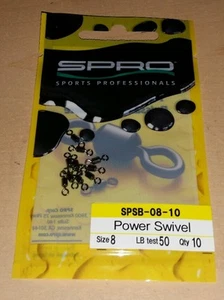 SPRO
SPORTS PROFESSIONALS
SPSB-08-10
Power Swivel
Size 8 LB test 50 Qty 10